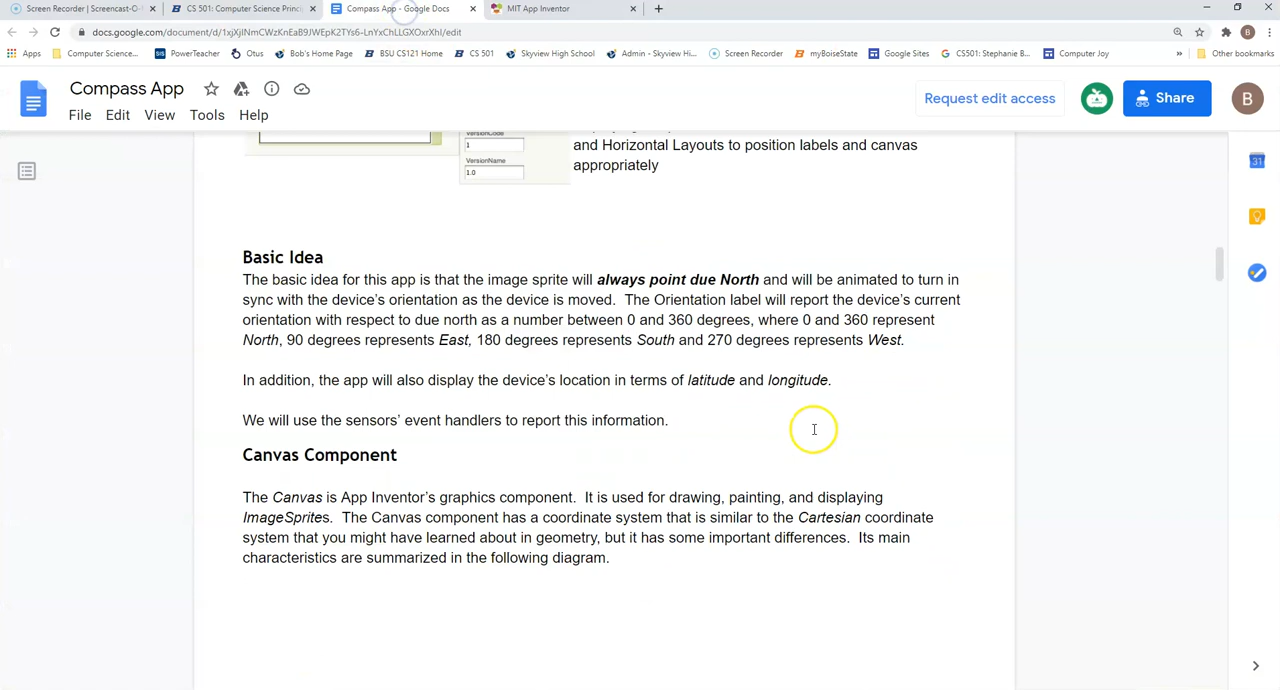 Screen Recorder | Screencast-O-M
CS 501: Computer Science Princi
Compass App - Google Docs
MIT App Inventor
docs.google.com/document/d/1xjXjINmCWzKnEaB9JWEpK2TYs6-LnYxChLLGXOxrXhI/edit
Apps Computer Science... PowerTeacher Otus Bob's Home Page BSU CS121 Home CS 501 Skyview High School Admin - Skyview Hi... Screen Recorder myBoiseState Google Sites CS501: Stephanie B... Computer Joy » Other bookmarks
Compass App
File Edit View Tools Help
Request edit access
Share
B
VersionCode
1
VersionName
1.0
and Horizontal Layouts to position labels and canvas
appropriately
Basic Idea
The basic idea for this app is that the image sprite will always point due North and will be animated to turn in
sync with the device's orientation as the device is moved. The Orientation label will report the device's current
orientation with respect to due north as a number between 0 and 360 degrees, where 0 and 360 represent
North, 90 degrees represents East, 180 degrees represents South and 270 degrees represents West.
In addition, the app will also display the device's location in terms of latitude and longitude.
We will use the sensors' event handlers to report this information.
Canvas Component
The Canvas is App Inventor's graphics component. It is used for drawing, painting, and displaying
ImageSprites. The Canvas component has a coordinate system that is similar to the Cartesian coordinate
system that you might have learned about in geometry, but it has some important differences. Its main
characteristics are summarized in the following diagram.
31